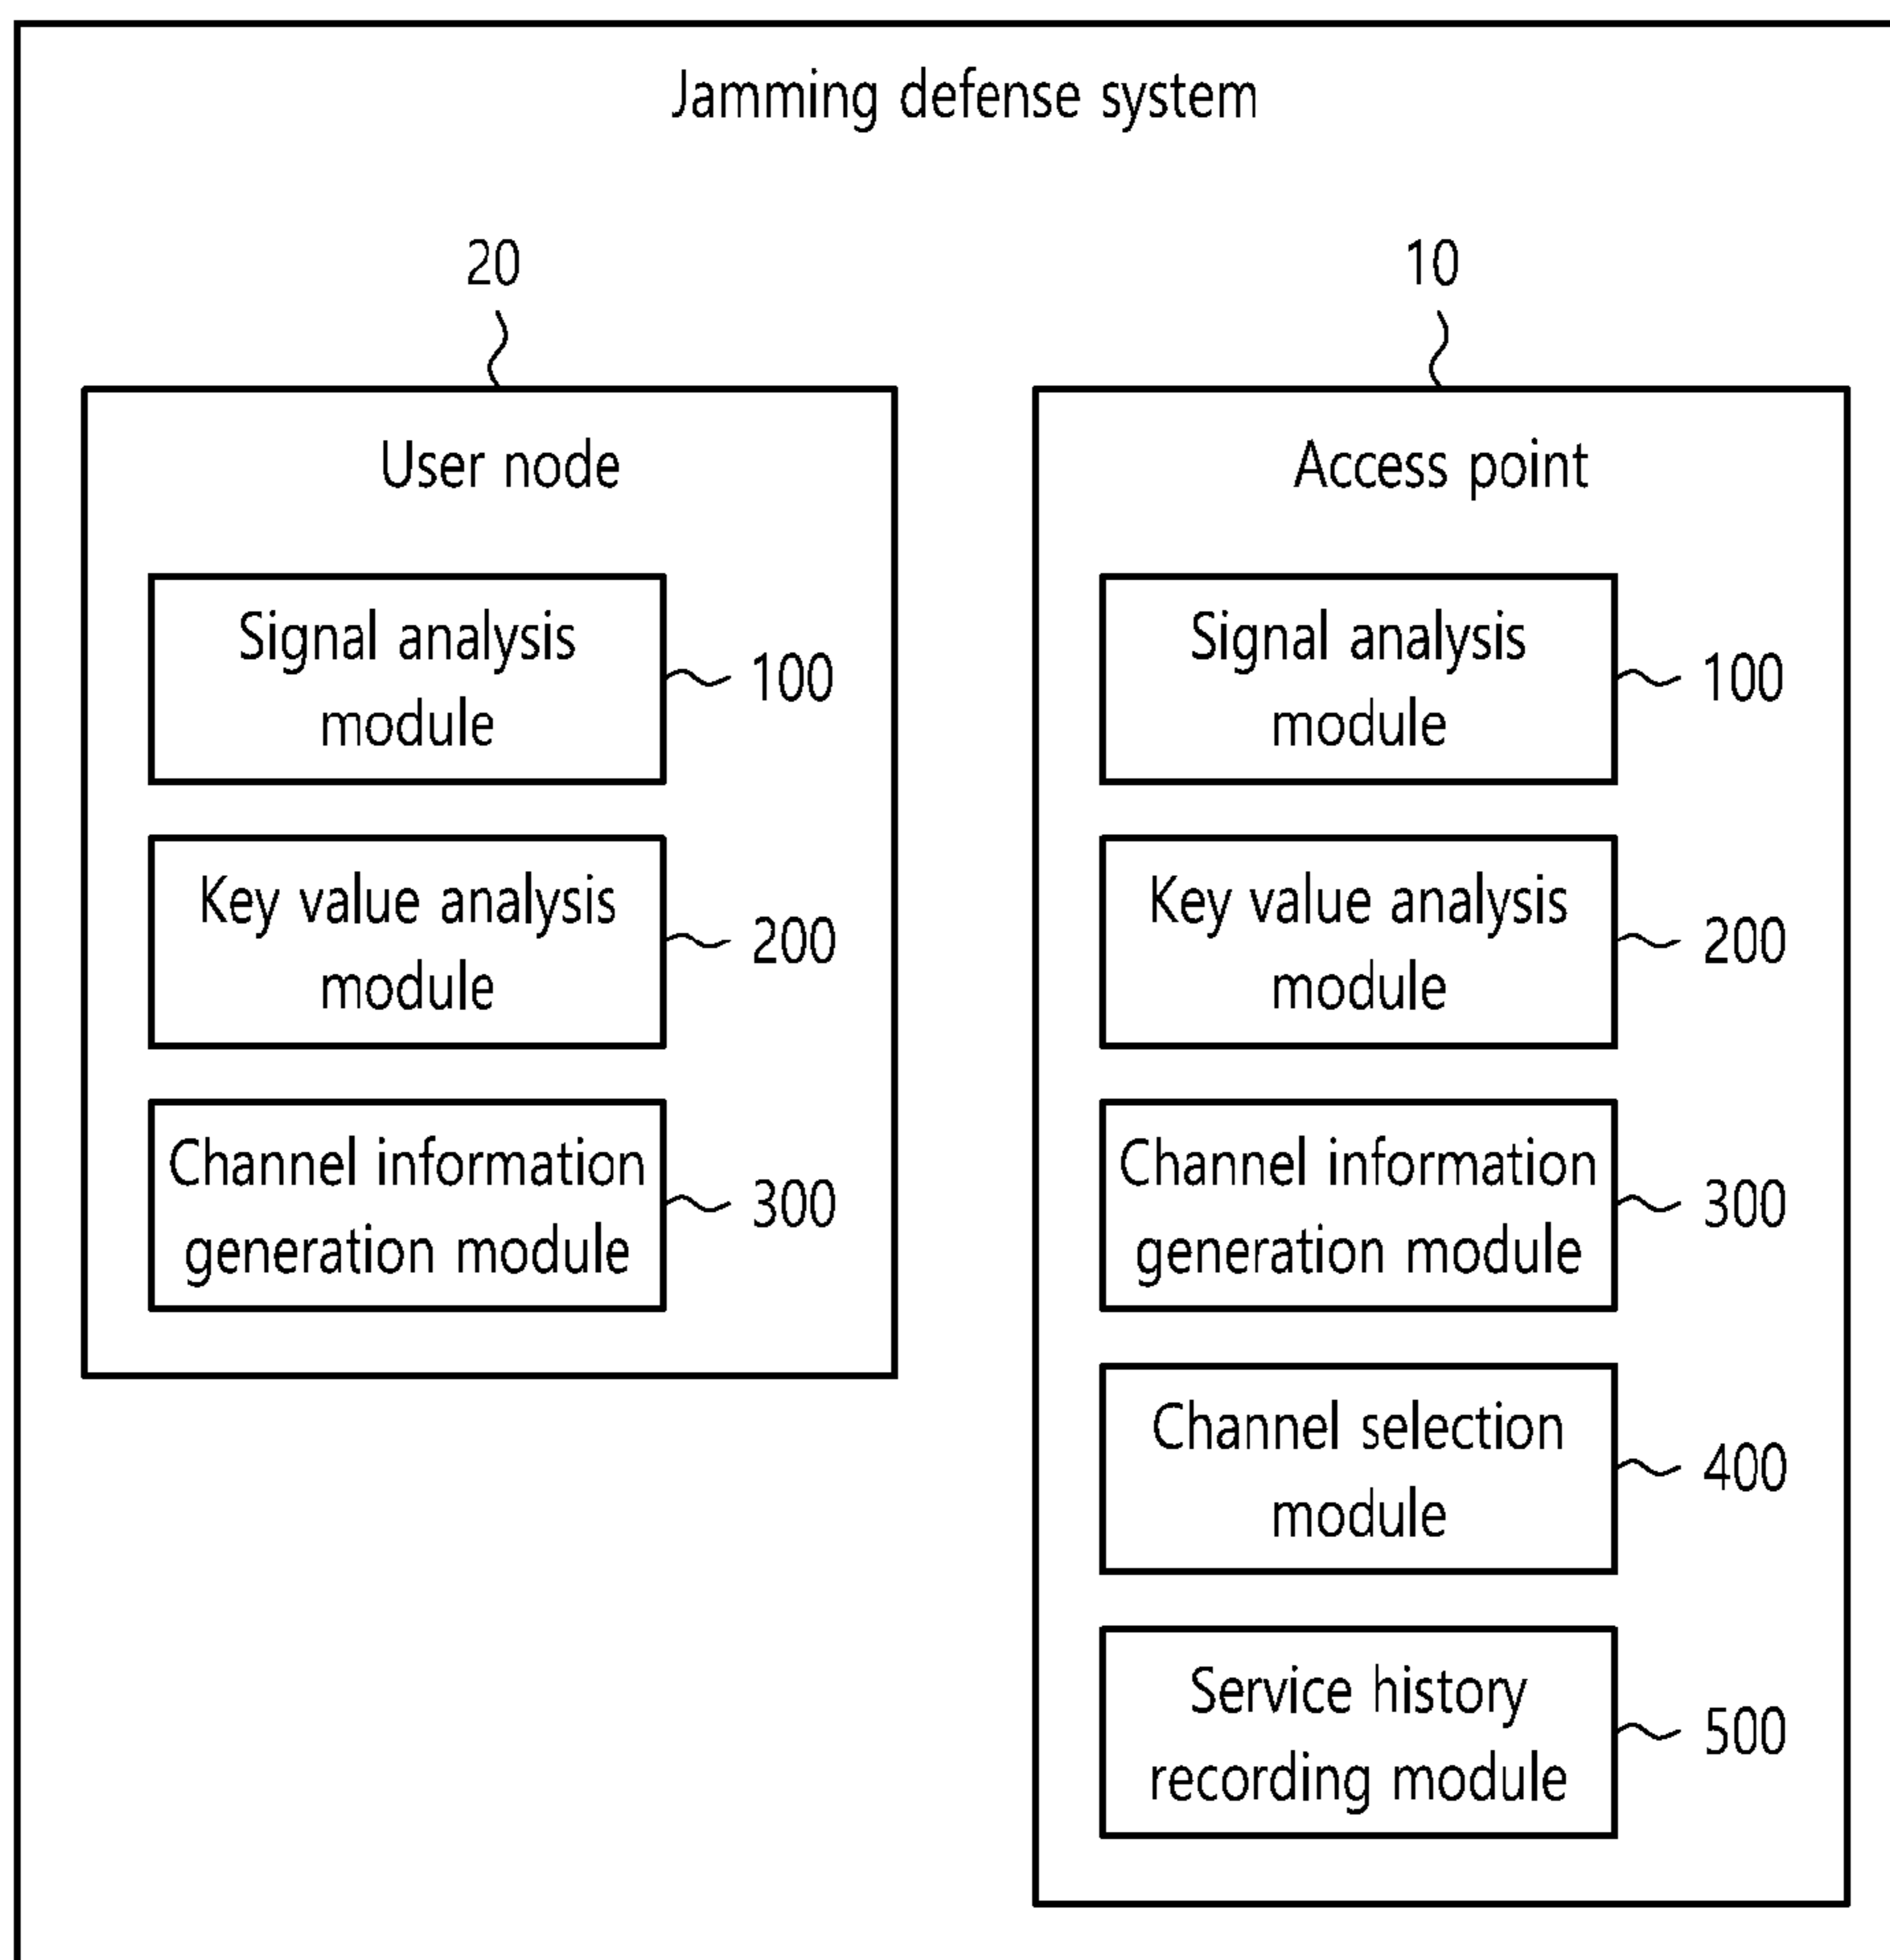 Jamming defense system
20
User node
Signal analysis
module
100
Key value analysis
module
200
Channel information
generation module
300
10
Access point
Signal analysis
module
100
Key value analysis
module
200
Channel information
generation module
300
Channel selection
module
400
Service history
recording module
500